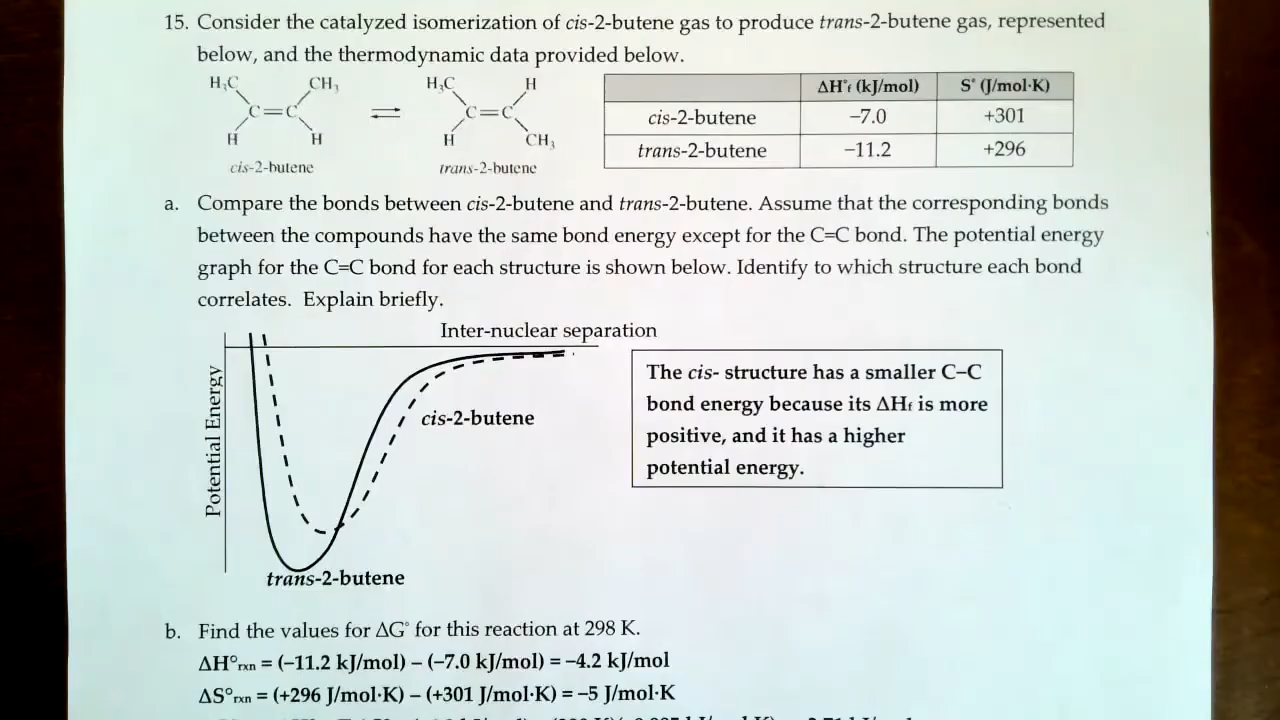 15. Consider the catalyzed isomerization of cis-2-butene gas to produce trans-2-butene gas, represented
below, and the thermodynamic data provided below.
H₃C CH₃ H₃C H
C=C ⇌ C=C
H H H CH₃
cis-2-butene trans-2-butene
ΔH°f (kJ/mol) S° (J/mol·K)
cis-2-butene −7.0 +301
trans-2-butene −11.2 +296
a. Compare the bonds between cis-2-butene and trans-2-butene. Assume that the corresponding bonds
between the compounds have the same bond energy except for the C=C bond. The potential energy
graph for the C=C bond for each structure is shown below. Identify to which structure each bond
correlates. Explain briefly.
Inter-nuclear separation
Potential Energy
cis-2-butene
trans-2-butene
The cis- structure has a smaller C–C
bond energy because its ΔHf is more
positive, and it has a higher
potential energy.
b. Find the values for ΔG° for this reaction at 298 K.
ΔH°rxn = (−11.2 kJ/mol) − (−7.0 kJ/mol) = −4.2 kJ/mol
ΔS°rxn = (+296 J/mol·K) − (+301 J/mol·K) = −5 J/mol·K